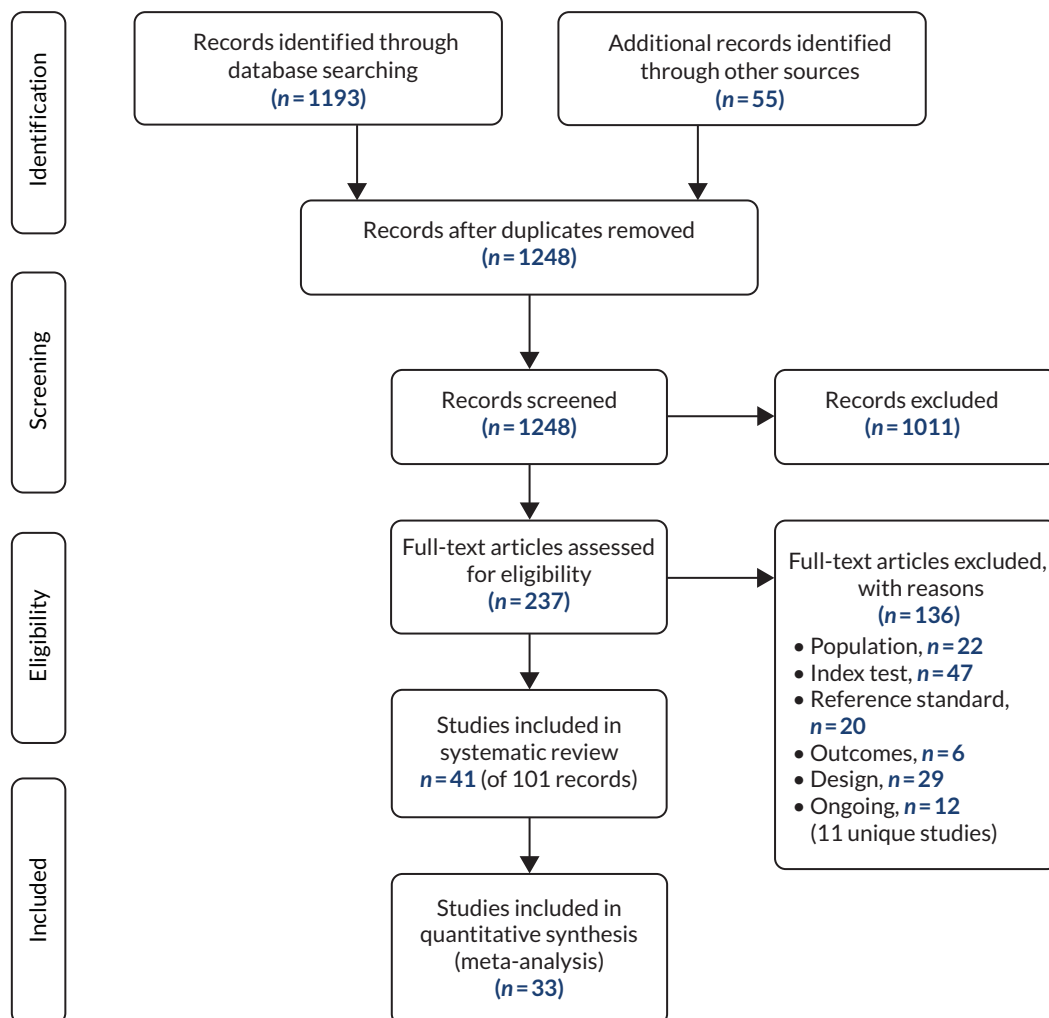 Identification
Records identified through
database searching
(n = 1193)
Additional records identified
through other sources
(n = 55)
Records after duplicates removed
(n = 1248)
Screening
Records screened
(n = 1248)
Records excluded
(n = 1011)
Eligibility
Full-text articles assessed
for eligibility
(n = 237)
Full-text articles excluded,
with reasons
(n = 136)
• Population, n = 22
• Index test, n = 47
• Reference standard,
n = 20
• Outcomes, n = 6
• Design, n = 29
• Ongoing, n = 12
(11 unique studies)
Studies included in
systematic review
n = 41 (of 101 records)
Included
Studies included in
quantitative synthesis
(meta-analysis)
(n = 33)